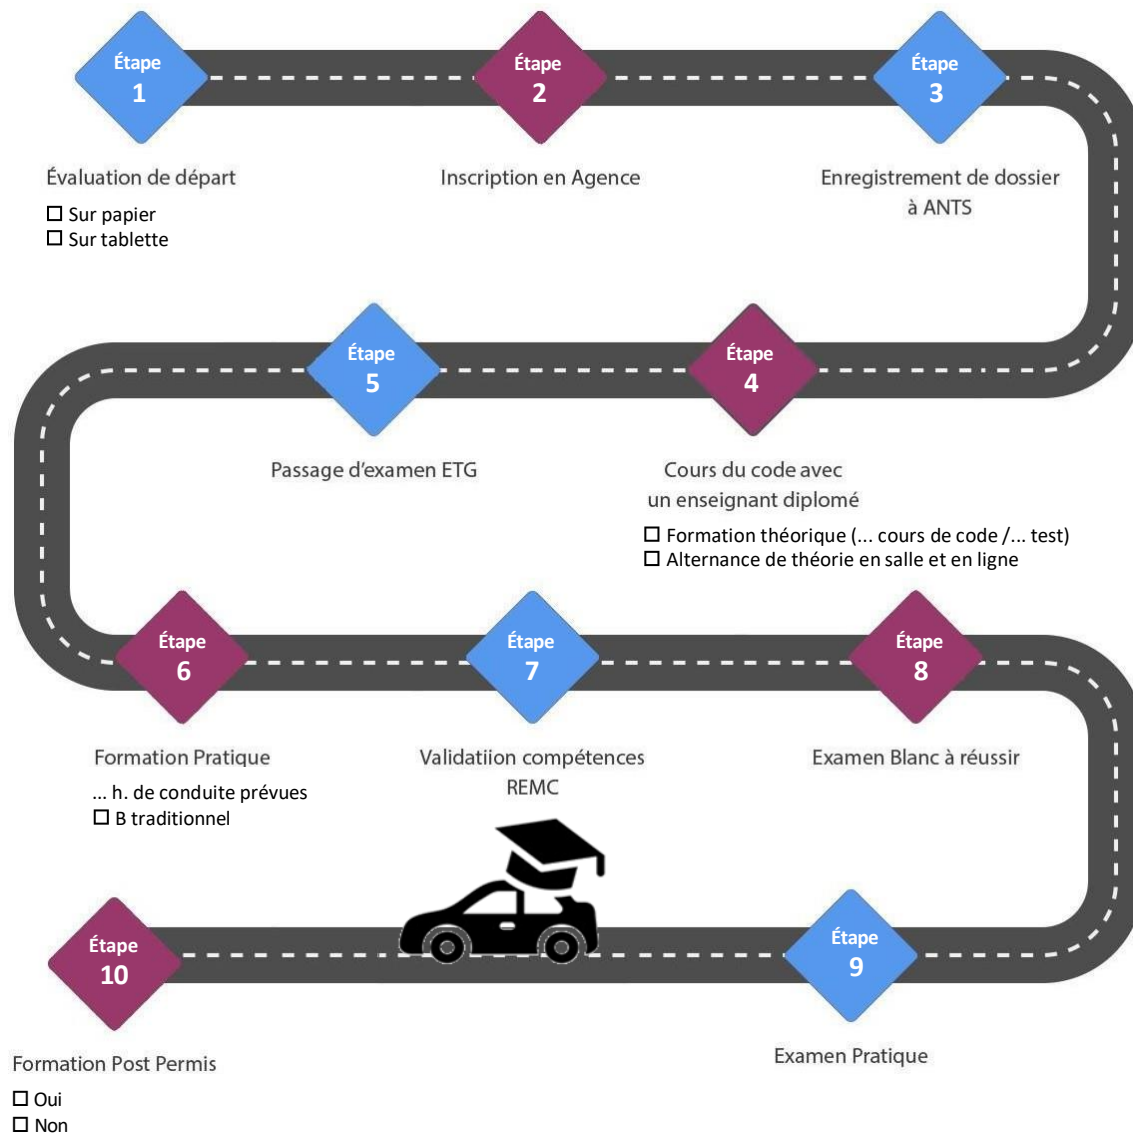 Étape
1
Étape
2
Étape
3
Évaluation de départ
☐ Sur papier
☐ Sur tablette
Inscription en Agence
Enregistrement de dossier
à ANTS
Étape
4
Cours du code avec
un enseignant diplomé
☐ Formation théorique (... cours de code /... test)
☐ Alternance de théorie en salle et en ligne
Étape
5
Passage d'examen ETG
Étape
6
Formation Pratique
... h. de conduite prévues
☐ B traditionnel
Étape
7
Validatiion compétences
REMC
Étape
8
Examen Blanc à réussir
Étape
9
Examen Pratique
Étape
10
Formation Post Permis
☐ Oui
☐ Non